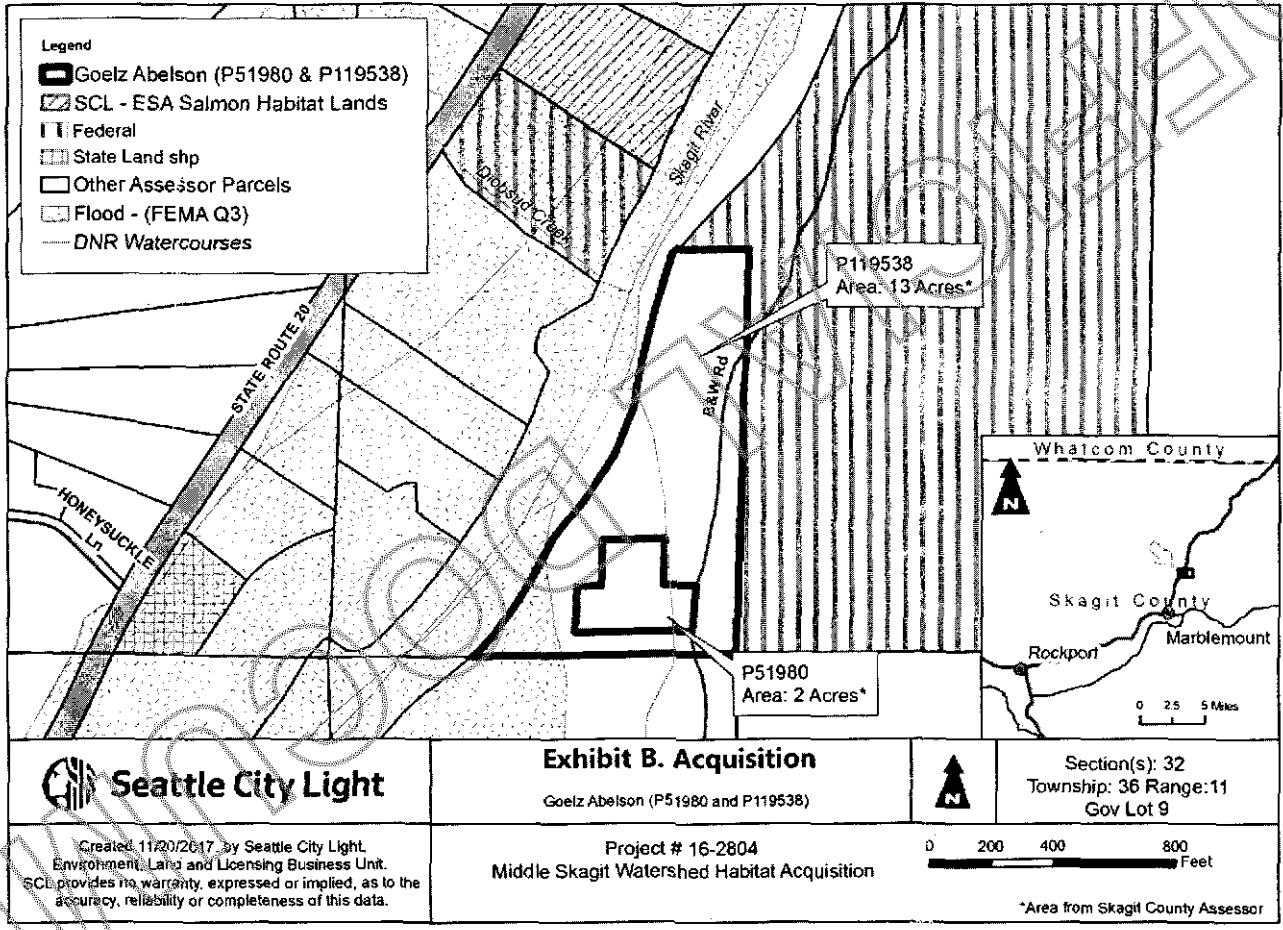 Legend
Goelz Abelson (P51980 & P119538)
SCL - ESA Salmon Habitat Lands
Federal
State Land shp
Other Assessor Parcels
Flood - (FEMA Q3)
DNR Watercourses
Skagit River
Diobsud Creek
P119538
Area: 13 Acres*
STATE ROUTE 20
B&W Rd
HONEYSUCKLE
Ln
P51980
Area: 2 Acres*
Whatcom County
N
Skagit County
Marblemount
Rockport
0 2.5 5 Miles
Seattle City Light
Exhibit B. Acquisition
Goelz Abelson (P51980 and P119538)
N
Section(s): 32
Township: 36 Range:11
Gov Lot 9
Created 11/20/2017, by Seattle City Light,
Environment, Land and Licensing Business Unit.
SCL provides no warranty, expressed or implied, as to the
accuracy, reliability or completeness of this data.
Project # 16-2804
Middle Skagit Watershed Habitat Acquisition
0 200 400 800
Feet
*Area from Skagit County Assessor
UNOFFICIAL DOCUMENT